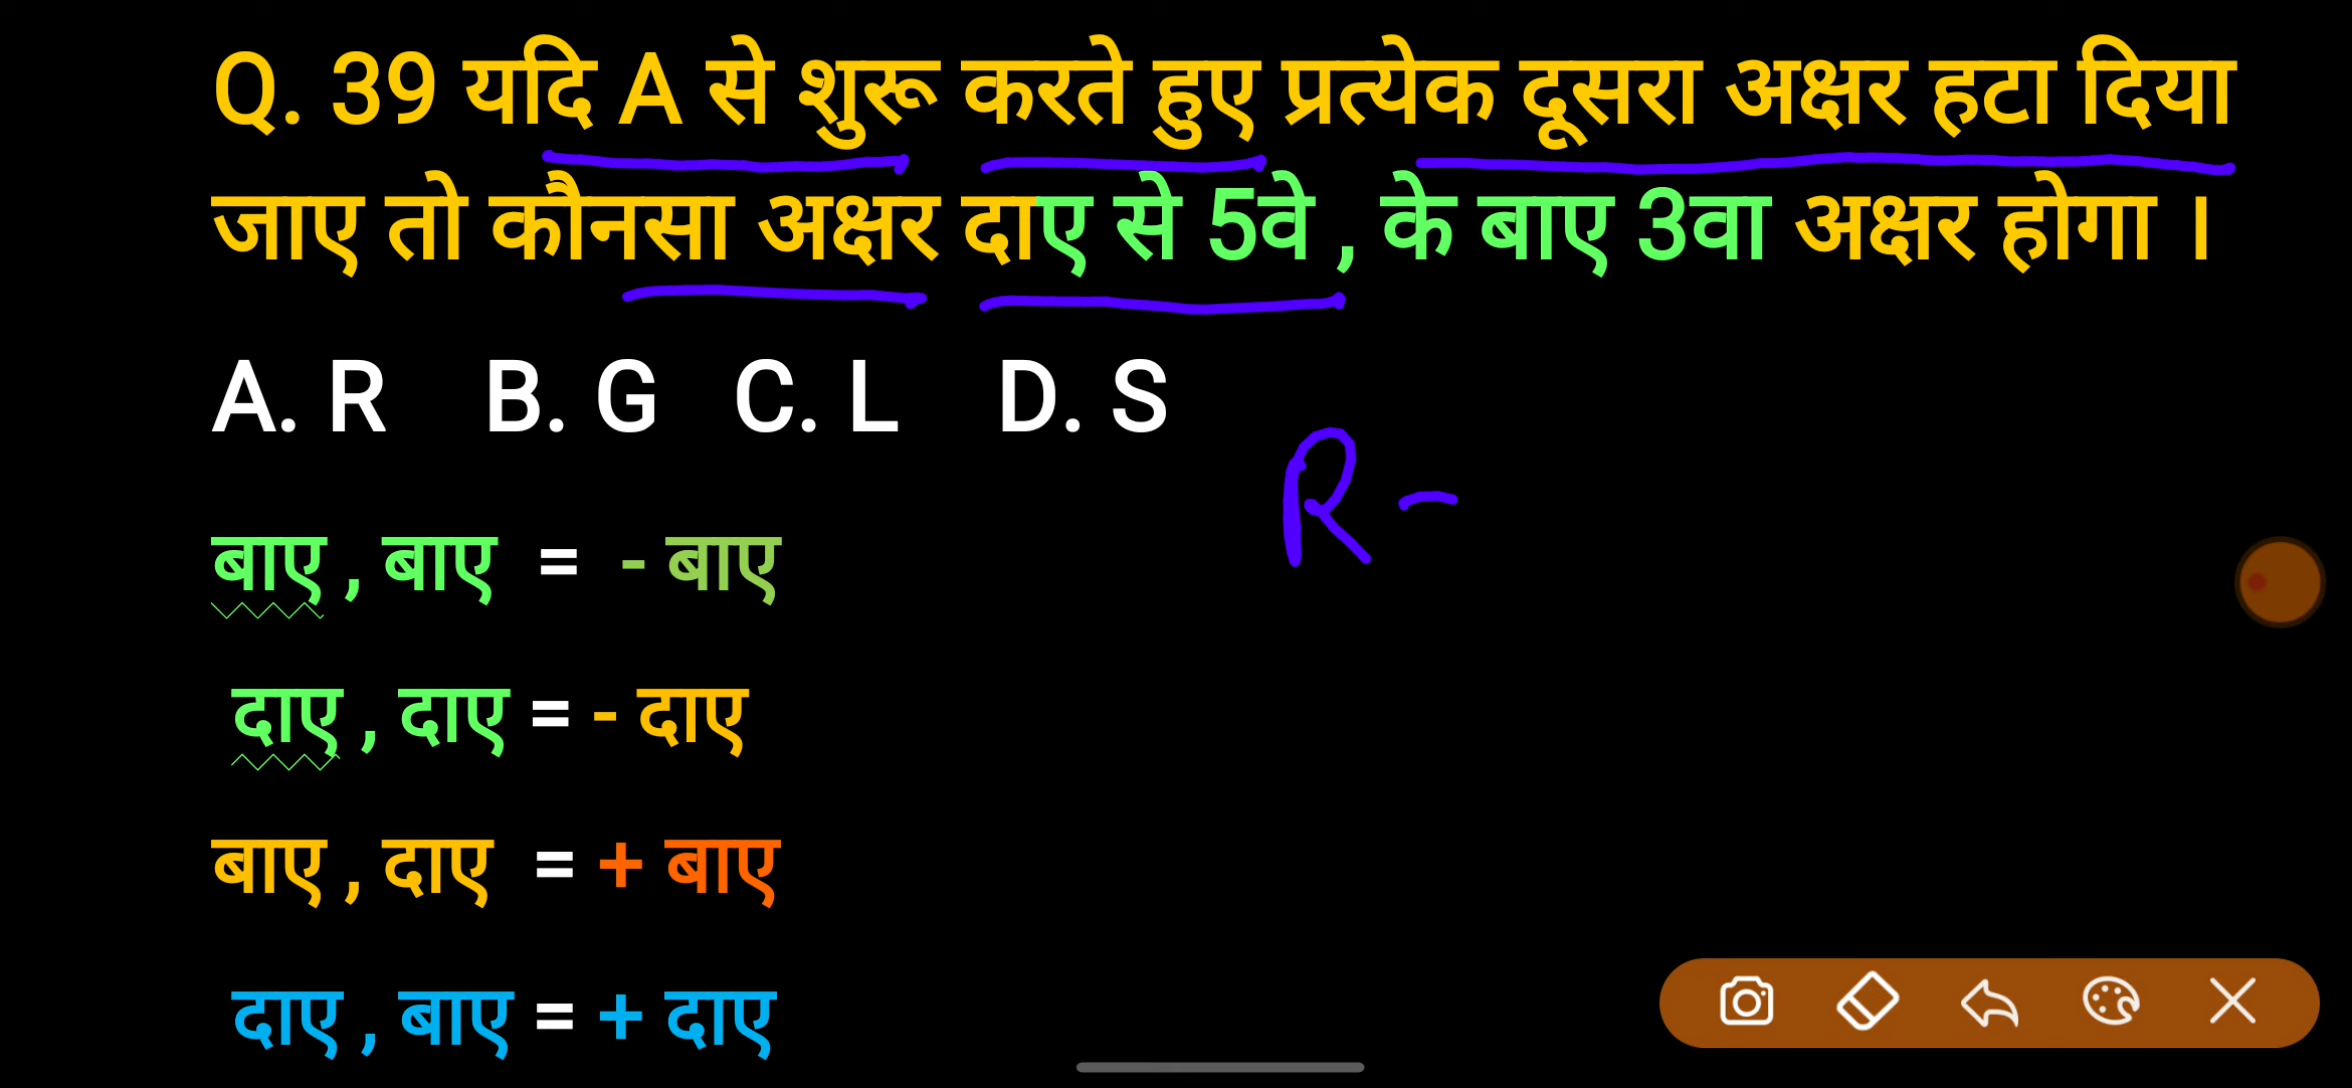 Q. 39 यदि A से शुरू करते हुए प्रत्येक दूसरा अक्षर हटा दिया
जाए तो कौनसा अक्षर दाए से 5वे , के बाए 3वा अक्षर होगा ।
A. R B. G C. L D. S
R -
बाए , बाए = - बाए
दाए , दाए = - दाए
बाए , दाए = + बाए
दाए , बाए = + दाए